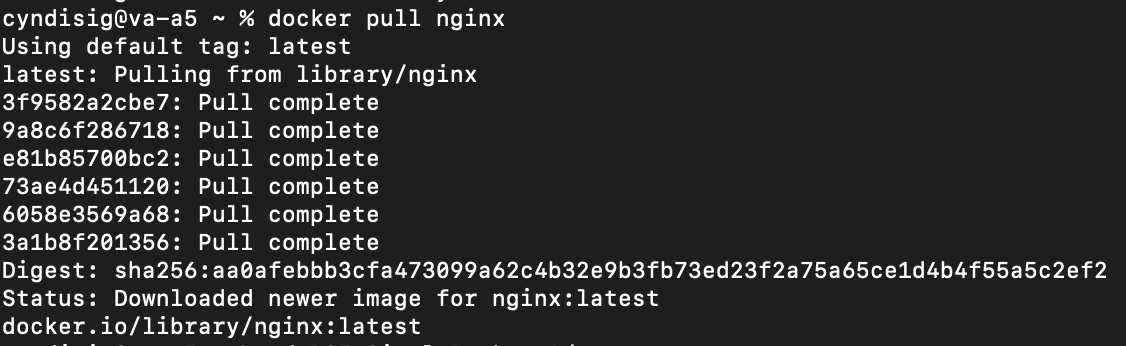 cyndisig@va-a5 ~ % docker pull nginx
Using default tag: latest
latest: Pulling from library/nginx
3f9582a2cbe7: Pull complete
9a8c6f286718: Pull complete
e81b85700bc2: Pull complete
73ae4d451120: Pull complete
6058e3569a68: Pull complete
3a1b8f201356: Pull complete
Digest: sha256:aa0afebbb3cfa473099a62c4b32e9b3fb73ed23f2a75a65ce1d4b4f55a5c2ef2
Status: Downloaded newer image for nginx:latest
docker.io/library/nginx:latest